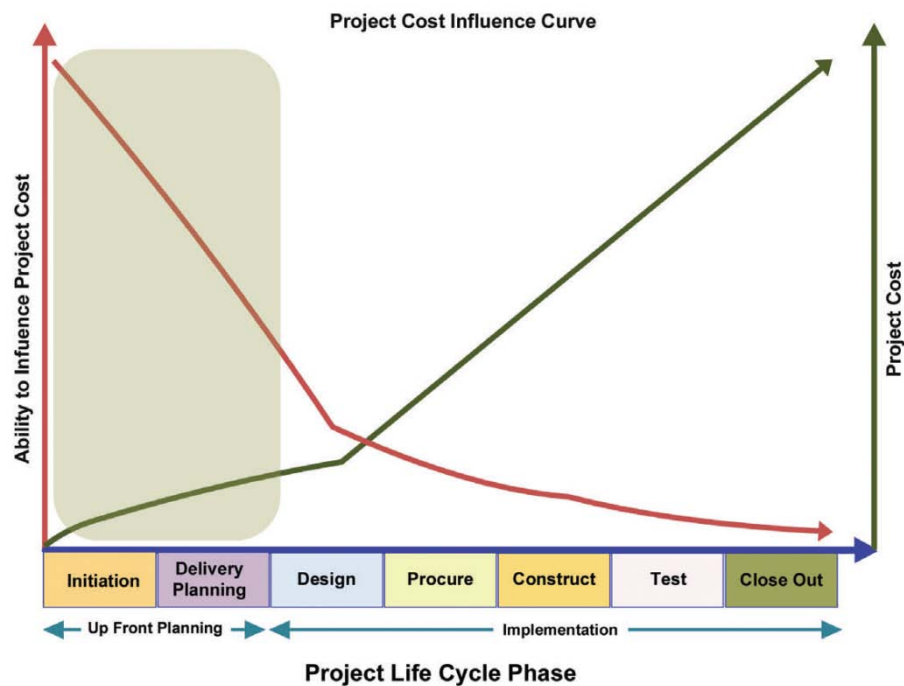 Project Cost Influence Curve
Ability to Infuence Project Cost
Project Cost
Initiation
Delivery
Planning
Design
Procure
Construct
Test
Close Out
Up Front Planning
Implementation
Project Life Cycle Phase